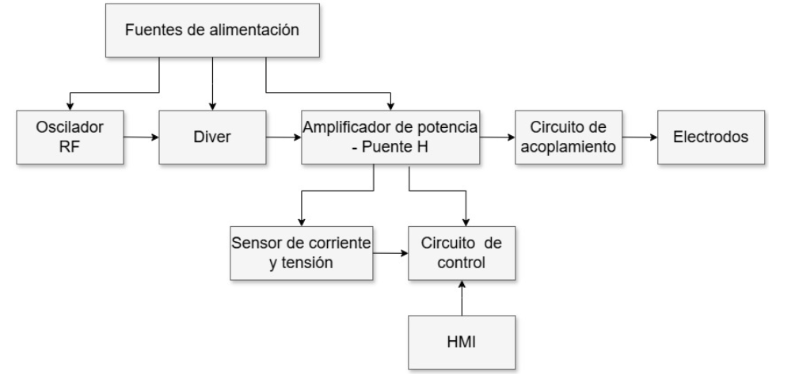 Fuentes de alimentación
Oscilador
RF
Diver
Amplificador de potencia
- Puente H
Circuito de
acoplamiento
Electrodos
Sensor de corriente
y tensión
Circuito de
control
HMI